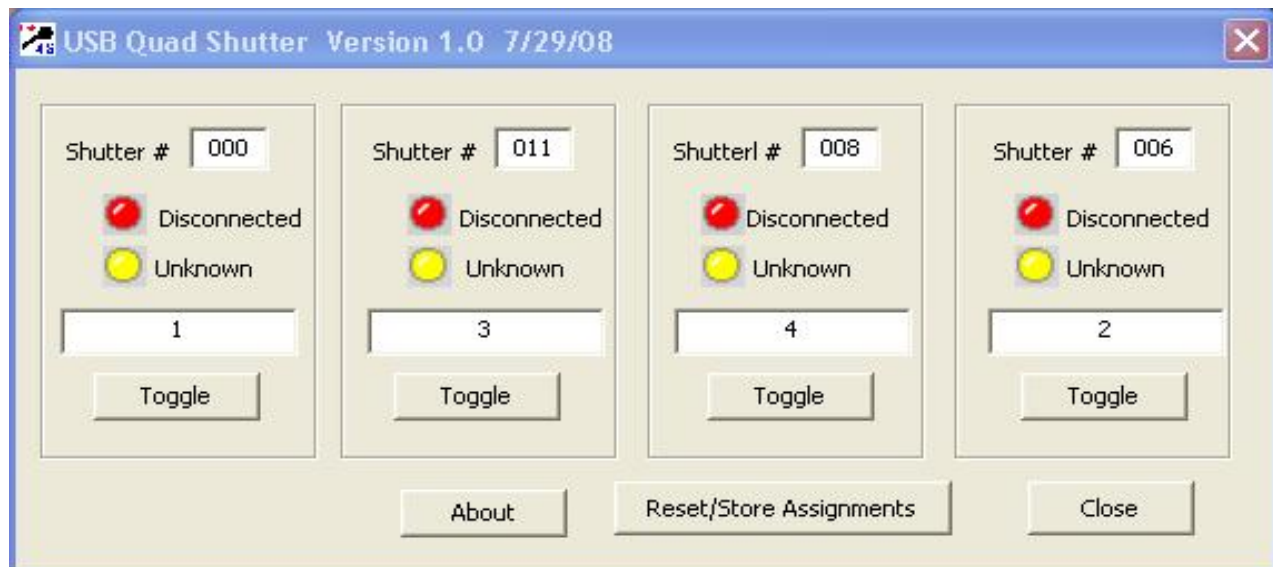 USB Quad Shutter Version 1.0 7/29/08
Shutter # 000
Disconnected
Unknown
1
Toggle
Shutter # 011
Disconnected
Unknown
3
Toggle
Shutterl # 008
Disconnected
Unknown
4
Toggle
Shutter # 006
Disconnected
Unknown
2
Toggle
About
Reset/Store Assignments
Close